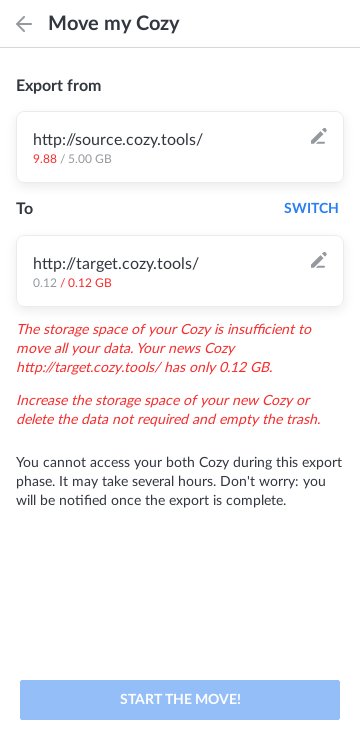 Move my Cozy
Export from
http://source.cozy.tools/
9.88 / 5.00 GB
To
SWITCH
http://target.cozy.tools/
0.12 / 0.12 GB
The storage space of your Cozy is insufficient to
move all your data. Your news Cozy
http://target.cozy.tools/ has only 0.12 GB.
Increase the storage space of your new Cozy or
delete the data not required and empty the trash.
You cannot access your both Cozy during this export
phase. It may take several hours. Don't worry: you
will be notified once the export is complete.
START THE MOVE!